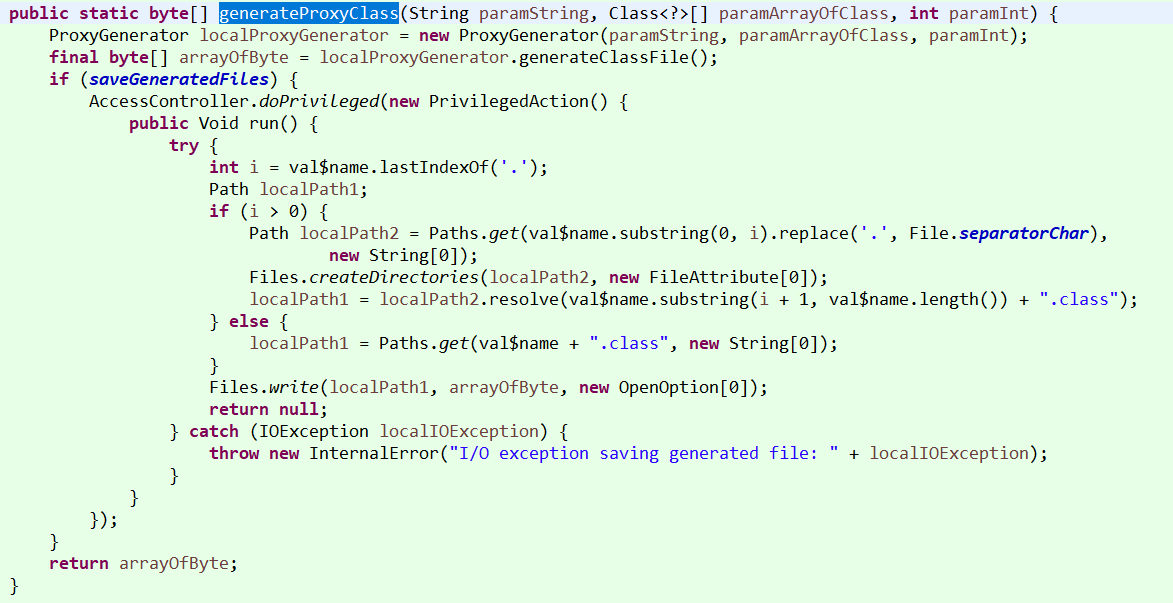 public static byte[] generateProxyClass(String paramString, Class<?>[] paramArrayOfClass, int paramInt) {
    ProxyGenerator localProxyGenerator = new ProxyGenerator(paramString, paramArrayOfClass, paramInt);
    final byte[] arrayOfByte = localProxyGenerator.generateClassFile();
    if (saveGeneratedFiles) {
        AccessController.doPrivileged(new PrivilegedAction() {
            public Void run() {
                try {
                    int i = val$name.lastIndexOf('.');
                    Path localPath1;
                    if (i > 0) {
                        Path localPath2 = Paths.get(val$name.substring(0, i).replace('.', File.separatorChar),
                                new String[0]);
                        Files.createDirectories(localPath2, new FileAttribute[0]);
                        localPath1 = localPath2.resolve(val$name.substring(i + 1, val$name.length()) + ".class");
                    } else {
                        localPath1 = Paths.get(val$name + ".class", new String[0]);
                    }
                    Files.write(localPath1, arrayOfByte, new OpenOption[0]);
                    return null;
                } catch (IOException localIOException) {
                    throw new InternalError("I/O exception saving generated file: " + localIOException);
                }
            }
        });
    }
    return arrayOfByte;
}